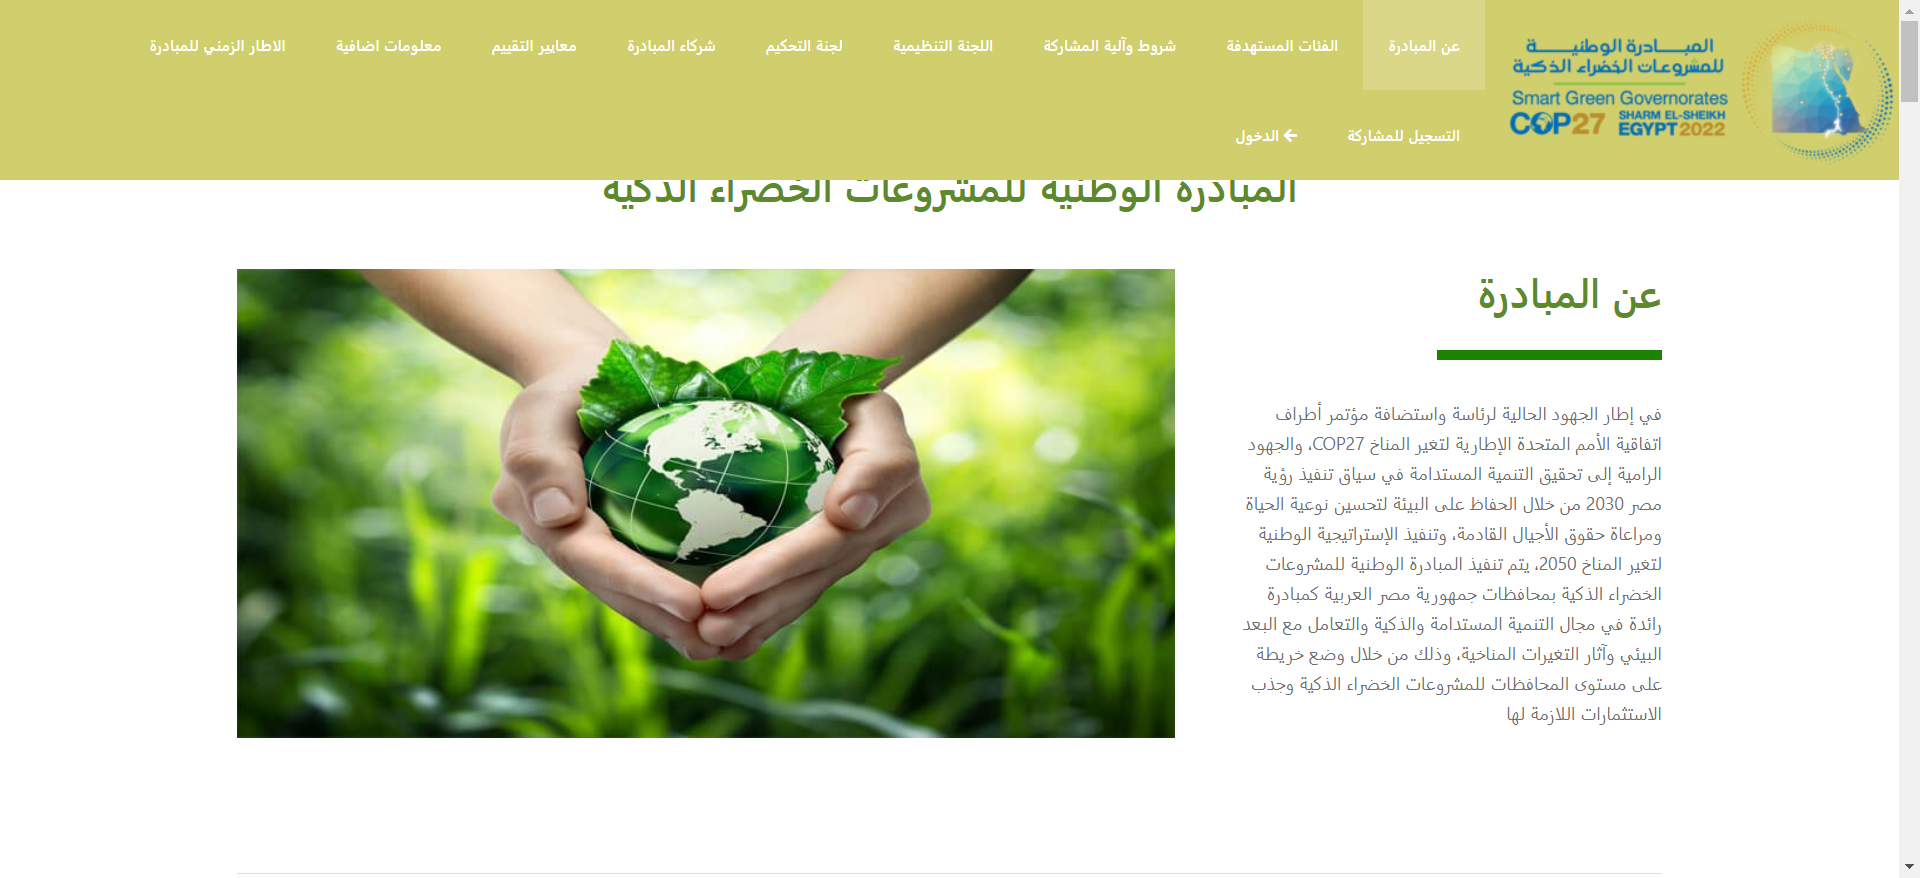 المبادرة الوطنية
للمشروعات الخضراء الذكية
Smart Green Governorates
COP27 SHARM EL-SHEIKH
EGYPT 2022
عن المبادرة
الفئات المستهدفة
شروط وآلية المشاركة
اللجنة التنظيمية
لجنة التحكيم
شركاء المبادرة
معايير التقييم
معلومات اضافية
الاطار الزمني للمبادرة
التسجيل للمشاركة
الدخول
المبادرة الوطنية للمشروعات الخضراء الذكية
عن المبادرة
في إطار الجهود الحالية لرئاسة واستضافة مؤتمر أطراف
اتفاقية الأمم المتحدة الإطارية لتغير المناخ COP27، والجهود
الرامية إلى تحقيق التنمية المستدامة في سياق تنفيذ رؤية
مصر 2030 من خلال الحفاظ على البيئة لتحسين نوعية الحياة
ومراعاة حقوق الأجيال القادمة، وتنفيذ الإستراتيجية الوطنية
لتغير المناخ 2050، يتم تنفيذ المبادرة الوطنية للمشروعات
الخضراء الذكية بمحافظات جمهورية مصر العربية كمبادرة
رائدة في مجال التنمية المستدامة والذكية والتعامل مع البعد
البيئي وآثار التغيرات المناخية، وذلك من خلال وضع خريطة
على مستوى المحافظات للمشروعات الخضراء الذكية وجذب
الاستثمارات اللازمة لها